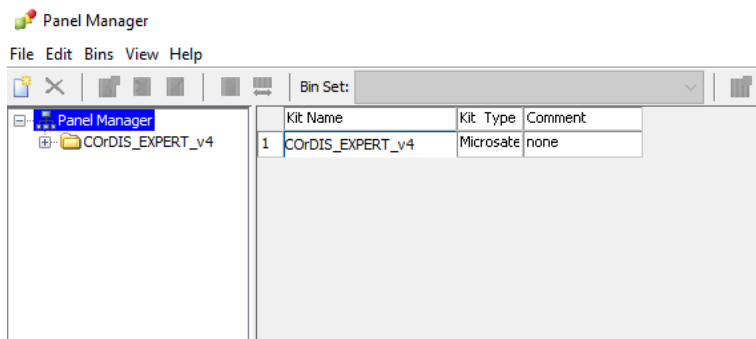 Panel Manager
File Edit Bins View Help
Bin Set:
Panel Manager
COrDIS_EXPERT_v4
Kit Name Kit Type Comment
1 COrDIS_EXPERT_v4 Microsate none